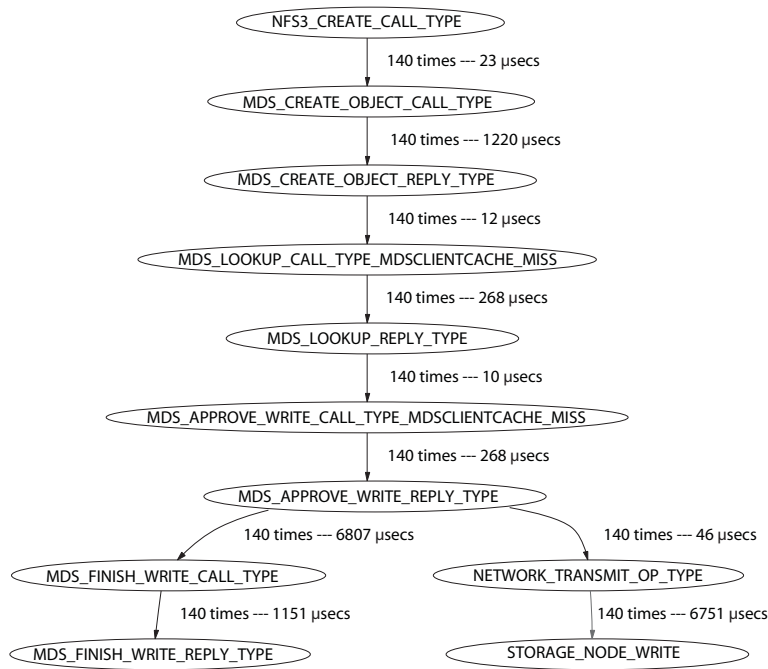 NFS3_CREATE_CALL_TYPE
140 times --- 23 µsecs
MDS_CREATE_OBJECT_CALL_TYPE
140 times --- 1220 µsecs
MDS_CREATE_OBJECT_REPLY_TYPE
140 times --- 12 µsecs
MDS_LOOKUP_CALL_TYPE_MDSCLIENTCACHE_MISS
140 times --- 268 µsecs
MDS_LOOKUP_REPLY_TYPE
140 times --- 10 µsecs
MDS_APPROVE_WRITE_CALL_TYPE_MDSCLIENTCACHE_MISS
140 times --- 268 µsecs
MDS_APPROVE_WRITE_REPLY_TYPE
140 times --- 6807 µsecs
140 times --- 46 µsecs
MDS_FINISH_WRITE_CALL_TYPE
NETWORK_TRANSMIT_OP_TYPE
140 times --- 1151 µsecs
140 times --- 6751 µsecs
MDS_FINISH_WRITE_REPLY_TYPE
STORAGE_NODE_WRITE